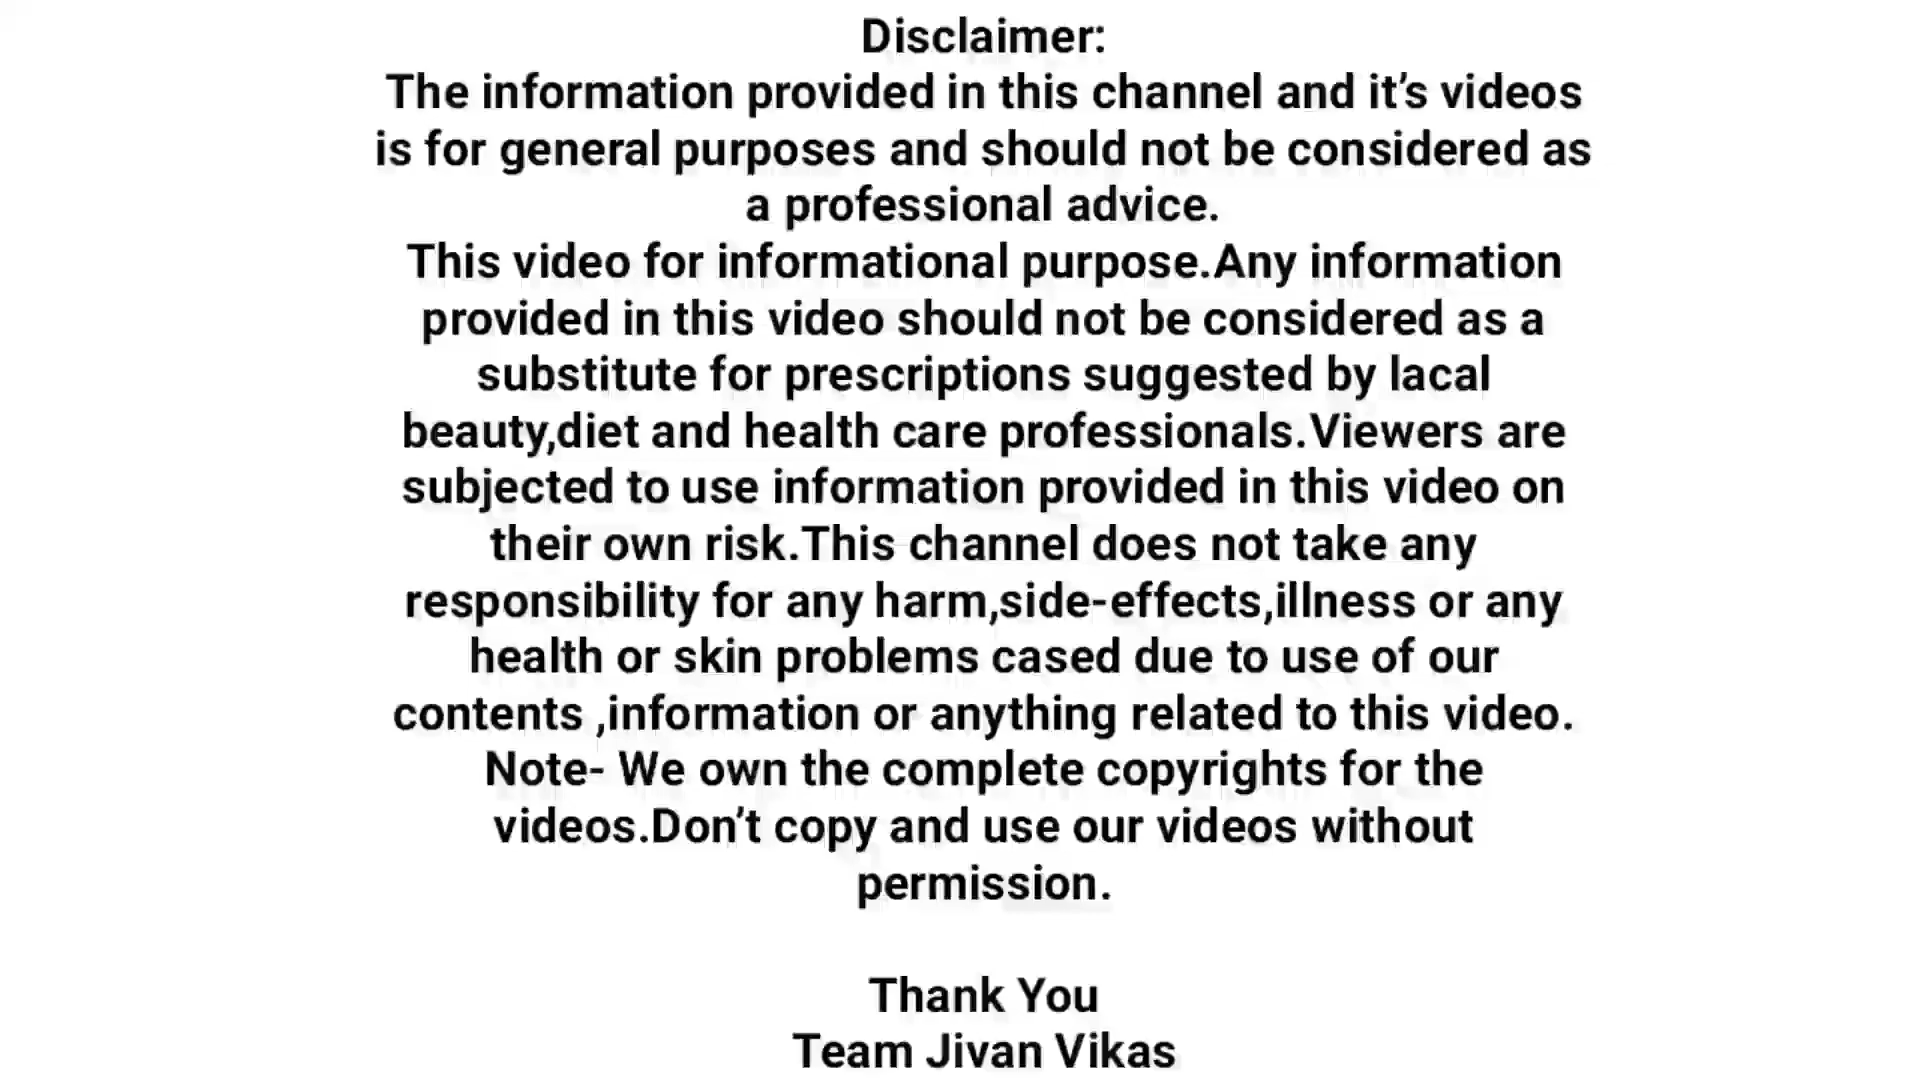 Disclaimer:
The information provided in this channel and it’s videos
is for general purposes and should not be considered as
a professional advice.
This video for informational purpose.Any information
provided in this video should not be considered as a
substitute for prescriptions suggested by lacal
beauty,diet and health care professionals.Viewers are
subjected to use information provided in this video on
their own risk.This channel does not take any
responsibility for any harm,side-effects,illness or any
health or skin problems cased due to use of our
contents ,information or anything related to this video.
Note- We own the complete copyrights for the
videos.Don’t copy and use our videos without
permission.
Thank You
Team Jivan Vikas